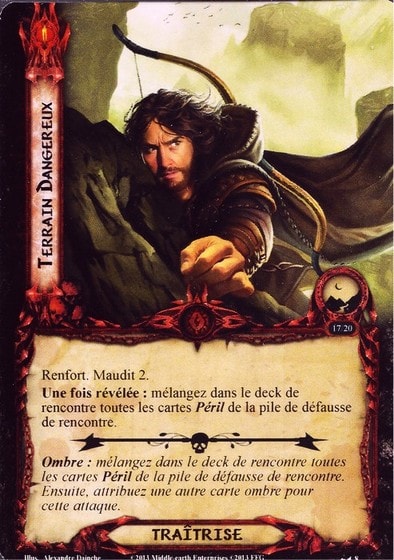 TERRAIN DANGEREUX
17:20
Renfort. Maudit 2.
Une fois révélée : mélangez dans le deck de
rencontre toutes les cartes Péril de la pile de défausse
de rencontre.
Ombre : mélangez dans le deck de rencontre toutes
les cartes Péril de la pile de défausse de rencontre.
Ensuite, attribuez une autre carte ombre pour
cette attaque.
TRAÎTRISE
Illus. Alexandre Dainche ©2013 Middle-earth Enterprises ©2013 FFG